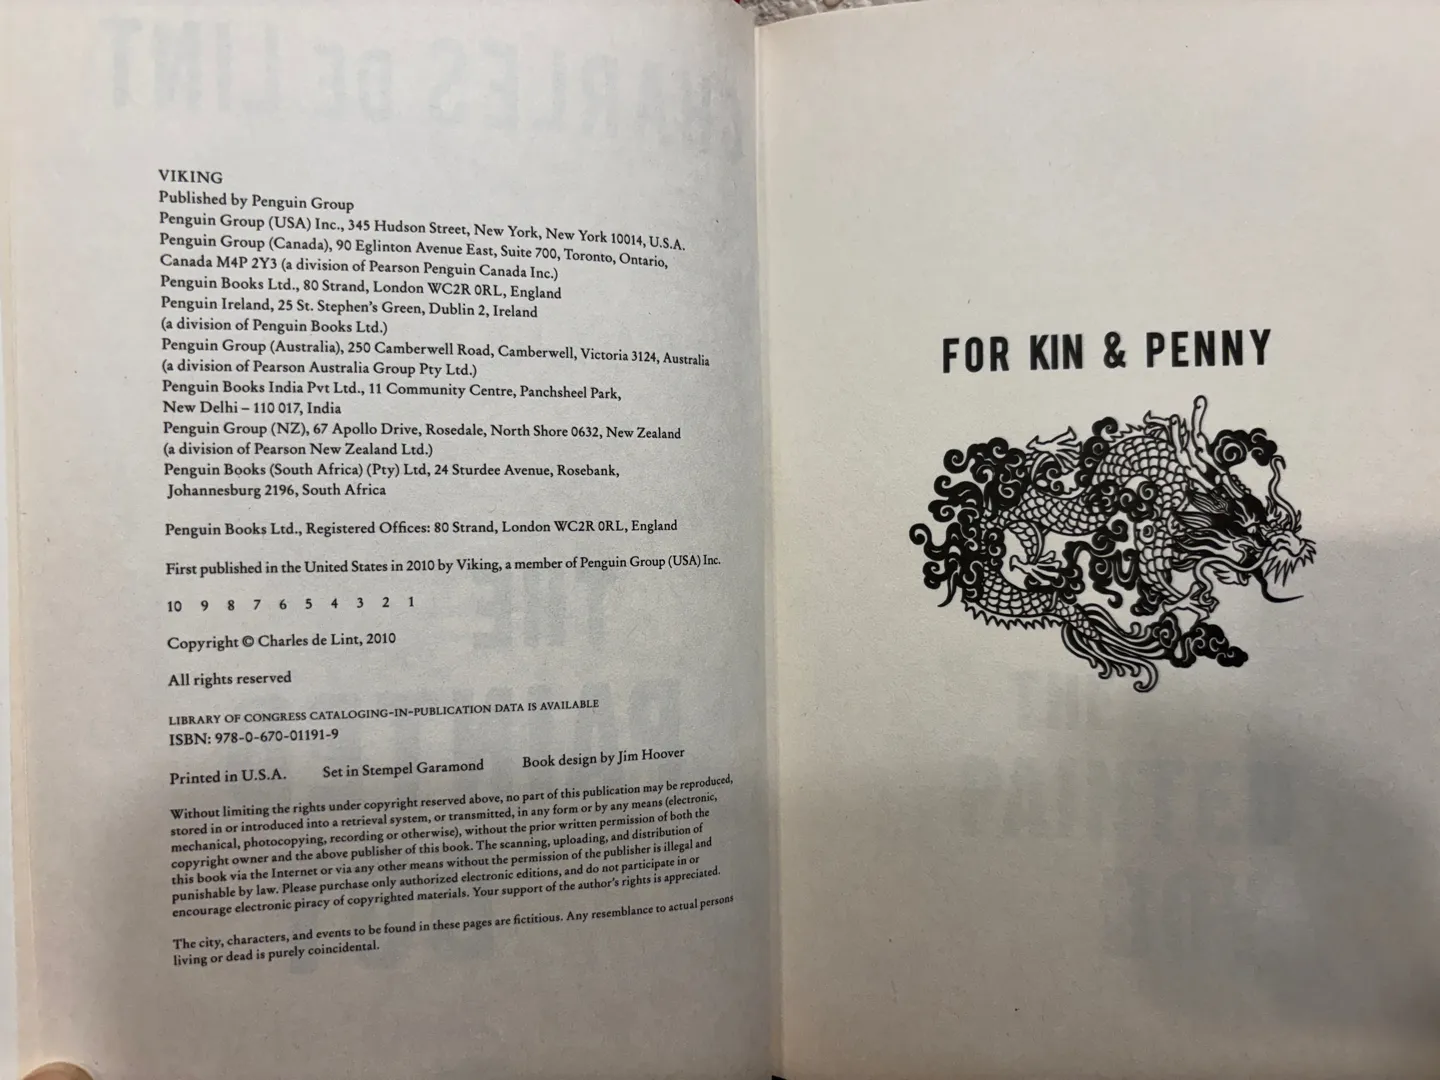 VIKING
Published by Penguin Group
Penguin Group (USA) Inc., 345 Hudson Street, New York, New York 10014, U.S.A.
Penguin Group (Canada), 90 Eglinton Avenue East, Suite 700, Toronto, Ontario,
Canada M4P 2Y3 (a division of Pearson Penguin Canada Inc.)
Penguin Books Ltd., 80 Strand, London WC2R 0RL, England
Penguin Ireland, 25 St. Stephen's Green, Dublin 2, Ireland
(a division of Penguin Books Ltd.)
Penguin Group (Australia), 250 Camberwell Road, Camberwell, Victoria 3124, Australia
(a division of Pearson Australia Group Pty Ltd.)
Penguin Books India Pvt Ltd., 11 Community Centre, Panchsheel Park,
New Delhi – 110 017, India
Penguin Group (NZ), 67 Apollo Drive, Rosedale, North Shore 0632, New Zealand
(a division of Pearson New Zealand Ltd.)
Penguin Books (South Africa) (Pty) Ltd, 24 Sturdee Avenue, Rosebank,
Johannesburg 2196, South Africa
Penguin Books Ltd., Registered Offices: 80 Strand, London WC2R 0RL, England
First published in the United States in 2010 by Viking, a member of Penguin Group (USA) Inc.
10 9 8 7 6 5 4 3 2 1
Copyright © Charles de Lint, 2010
All rights reserved
LIBRARY OF CONGRESS CATALOGING-IN-PUBLICATION DATA IS AVAILABLE
ISBN: 978-0-670-01191-9
Printed in U.S.A. Set in Stempel Garamond Book design by Jim Hoover
Without limiting the rights under copyright reserved above, no part of this publication may be reproduced,
stored in or introduced into a retrieval system, or transmitted, in any form or by any means (electronic,
mechanical, photocopying, recording or otherwise), without the prior written permission of both the
copyright owner and the above publisher of this book. The scanning, uploading, and distribution of
this book via the Internet or via any other means without the permission of the publisher is illegal and
punishable by law. Please purchase only authorized electronic editions, and do not participate in or
encourage electronic piracy of copyrighted materials. Your support of the author's rights is appreciated.
The city, characters, and events to be found in these pages are fictitious. Any resemblance to actual persons
living or dead is purely coincidental.
FOR KIN & PENNY